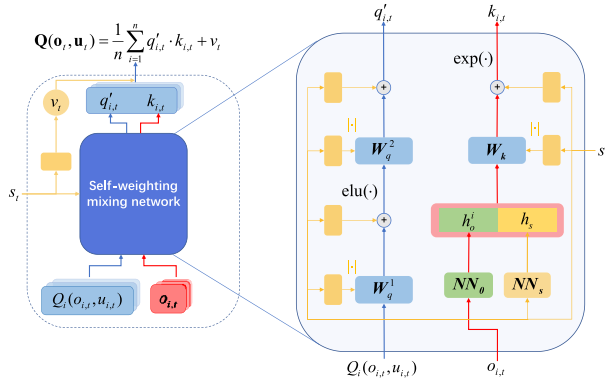 Q(o_t, u_t) = 1/n ∑_{i=1}^{n} q′_{i,t} · k_{i,t} + v_t
q′_{i,t} k_{i,t}
v_t
Self-weighting
mixing network
s_t
Q_i(o_{i,t}, u_{i,t}) o_{i,t}
q′_{i,t} k_{i,t}
exp(·)
+ +
|·| W_q^2 W_k |·|
s
elu(·)
+
h_o^i h_s
|·| W_q^1 NN_θ NN_s
Q_i(o_{i,t}, u_{i,t}) o_{i,t}